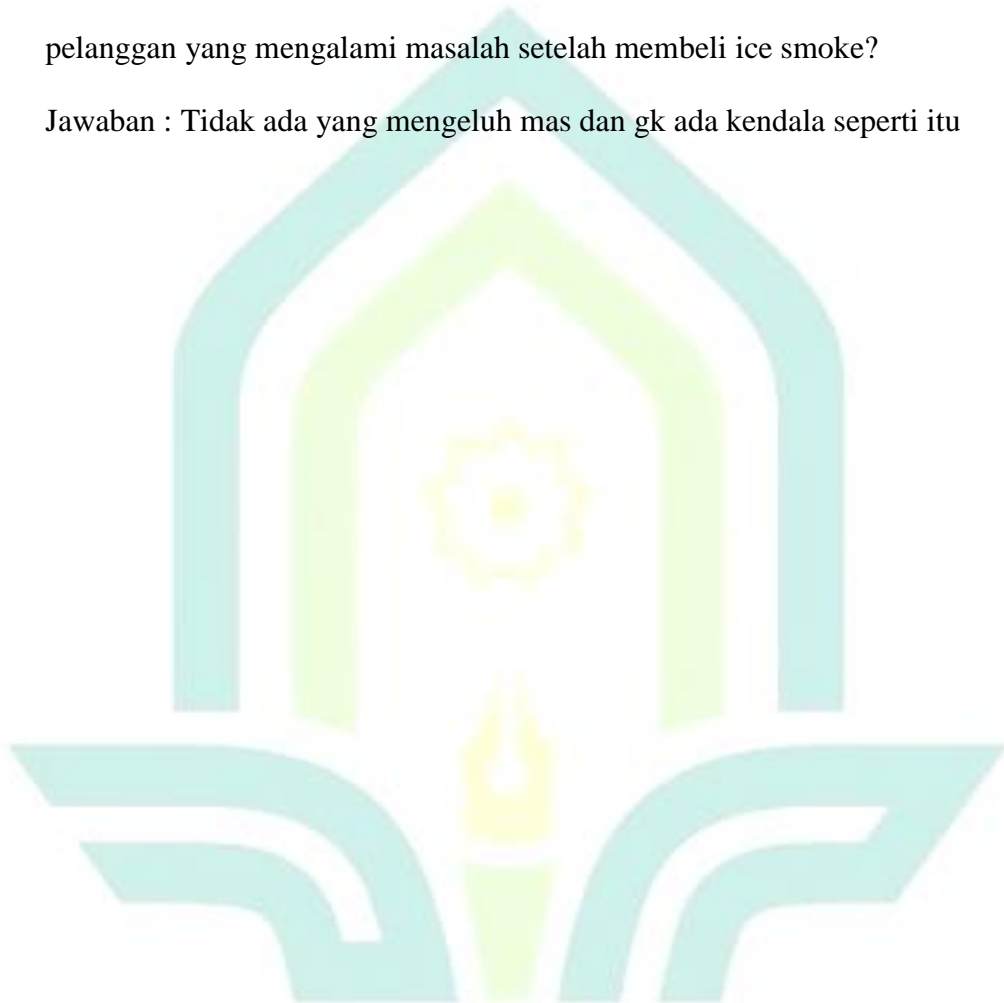 pelanggan yang mengalami masalah setelah membeli ice smoke?
Jawaban : Tidak ada yang mengeluh mas dan gk ada kendala seperti itu